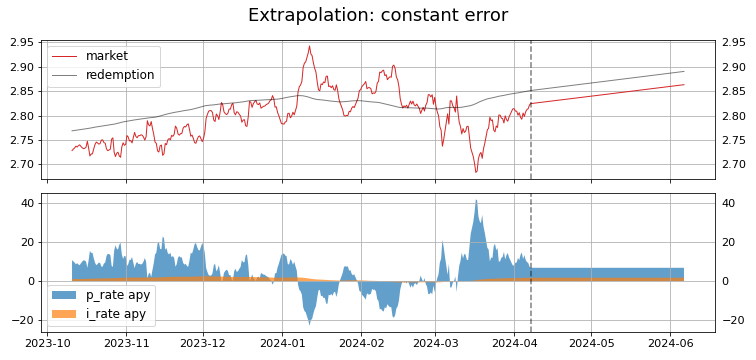 Extrapolation: constant error
2.95 2.95
market
redemption
2.90 2.90
2.85 2.85
2.80 2.80
2.75 2.75
2.70 2.70
40 40
20 20
0 0
p_rate apy
i_rate apy
−20 −20
2023-10 2023-11 2023-12 2024-01 2024-02 2024-03 2024-04 2024-05 2024-06